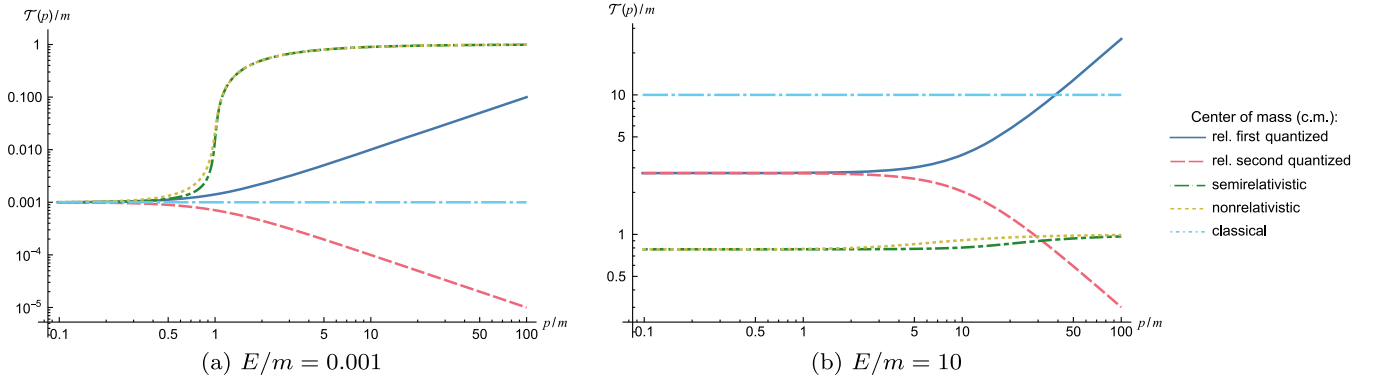 𝒯(p)/m
1
0.100
0.010
0.001
10⁻⁴
10⁻⁵
0.1 0.5 1 5 10 50 100 p/m
(a) E/m = 0.001
𝒯(p)/m
10
5
1
0.5
0.1 0.5 1 5 10 50 100 p/m
(b) E/m = 10
Center of mass (c.m.):
rel. first quantized
rel. second quantized
semirelativistic
nonrelativistic
classical